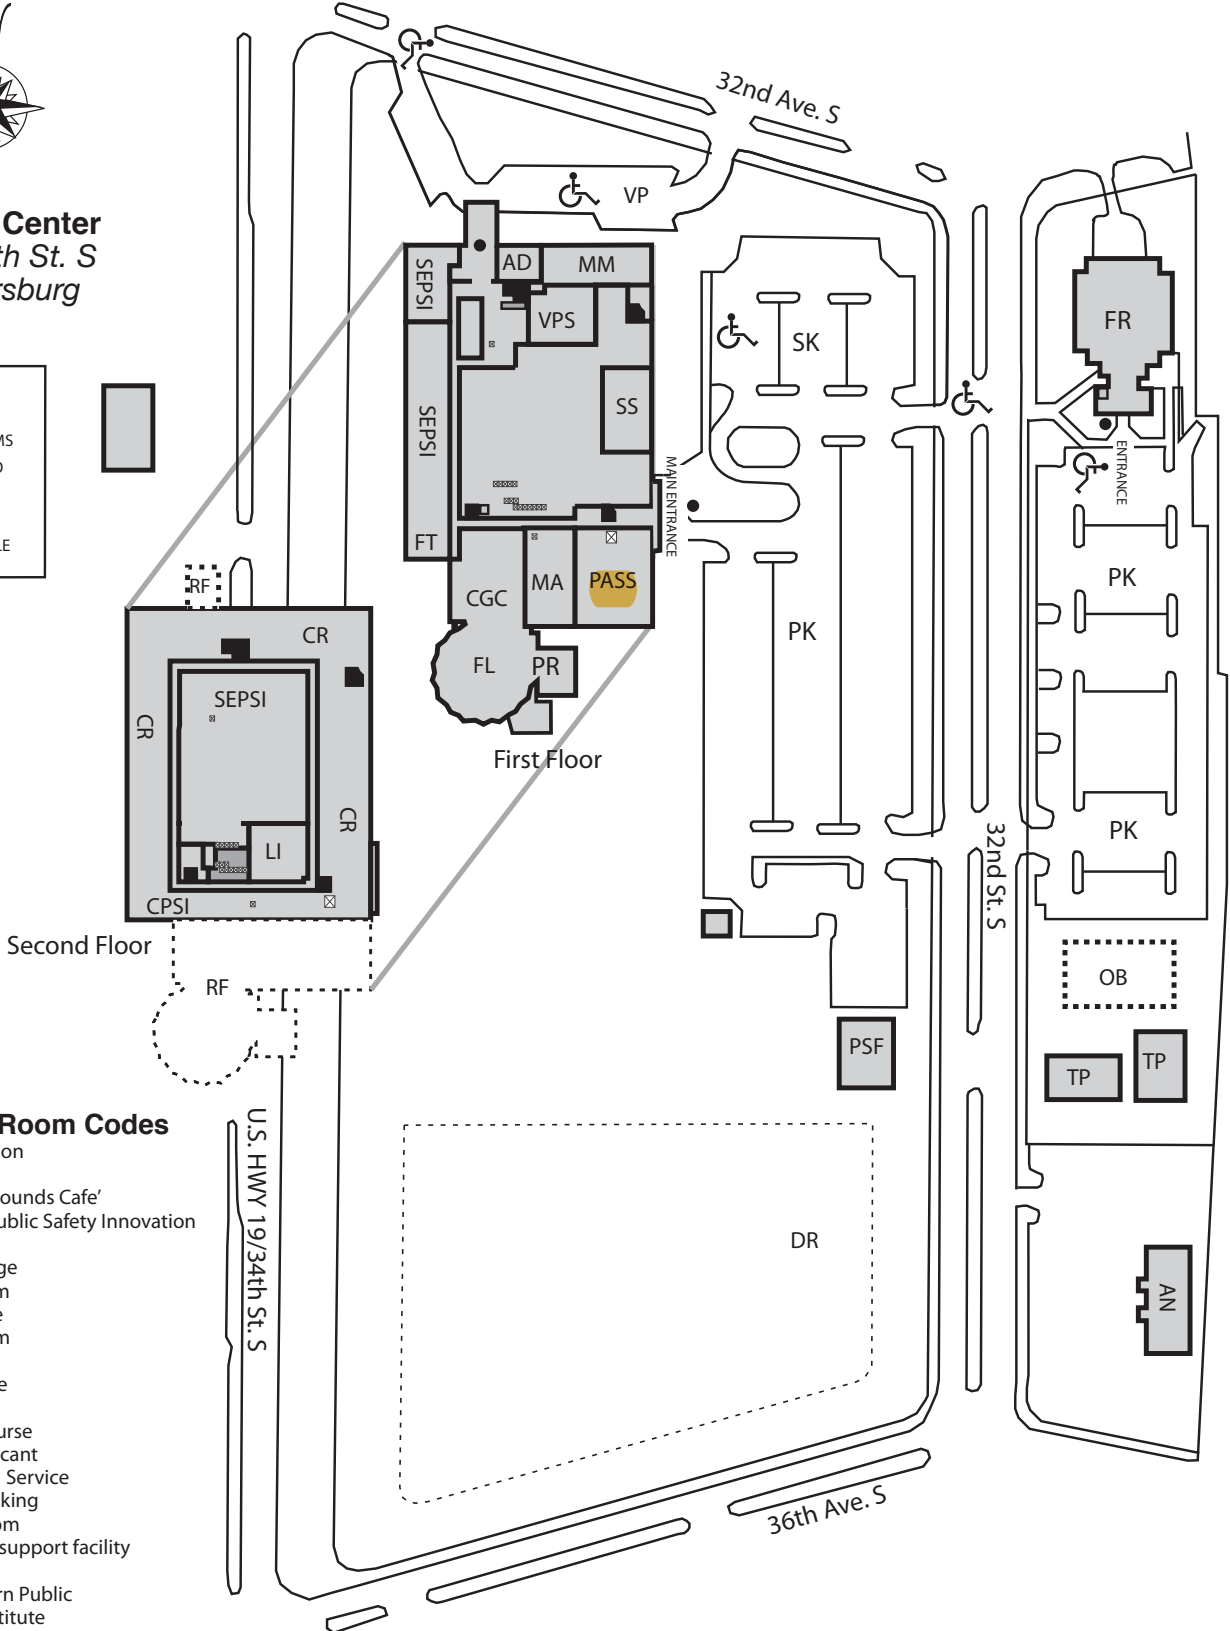 32nd Ave. S
VP
Center
th St. S
rsburg
SEPSI
AD
MM
VPS
FR
SK
SS
SEPSI
MAIN ENTRANCE
ENTRANCE
FT
RF
MA
PASS
CGC
PK
PK
CR
FL
PR
SEPSI
CR
First Floor
CR
LI
PK
32nd St. S
CPSI
Second Floor
RF
OB
PSF
TP
TP
Room Codes
on
ounds Cafe'
ublic Safety Innovation
ge
m
e
m
e
urse
cant
Service
king
om
support facility
rn Public
titute
U.S. HWY 19/34th St. S
DR
AN
36th Ave. S